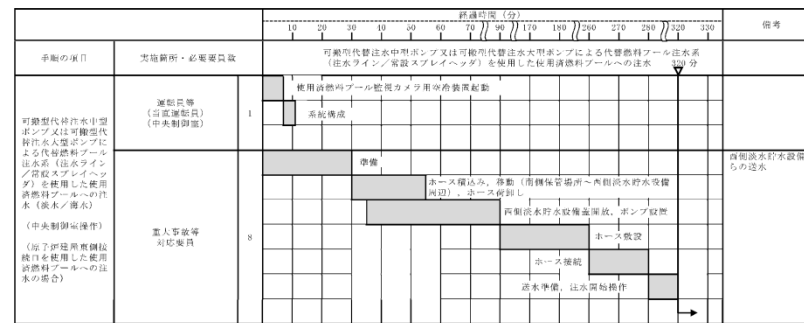 経過時間（分）
備考
10 20 30 40 50 60 70 80 90 170 180 260 280 320 330
手順の項目
実施箇所・必要要員数
可搬型代替注水中型ポンプ又は可搬型代替注水大型ポンプによる代替燃料プール注水系
（注水ライン／常設スプレイヘッダ）を使用した使用済燃料プールへの注水
320 分
可搬型代替注水中型
ポンプ又は可搬型代
替注水大型ポンプに
よる代替燃料プール
注水系（注水ライン
／常設スプレイヘッ
ダ）を使用した使用
済燃料プールへの注
水（淡水／海水）
（中央制御室操作）
（原子炉建屋東側接
続口を使用した使用
済燃料プールへの注
水の場合）
運転員等
（当直運転員）
（中央制御室）
1
使用済燃料プール監視カメラ用空冷装置起動
系統構成
重大事故等
対応要員
8
準備
ホース積込み，移動（南側保管場所～西側淡水貯水設備
周辺），ホース荷卸し
西側淡水貯水設備蓋開放，ポンプ設置
ホース敷設
ホース接続
送水準備，注水開始操作
西側淡水貯水設備
らの送水